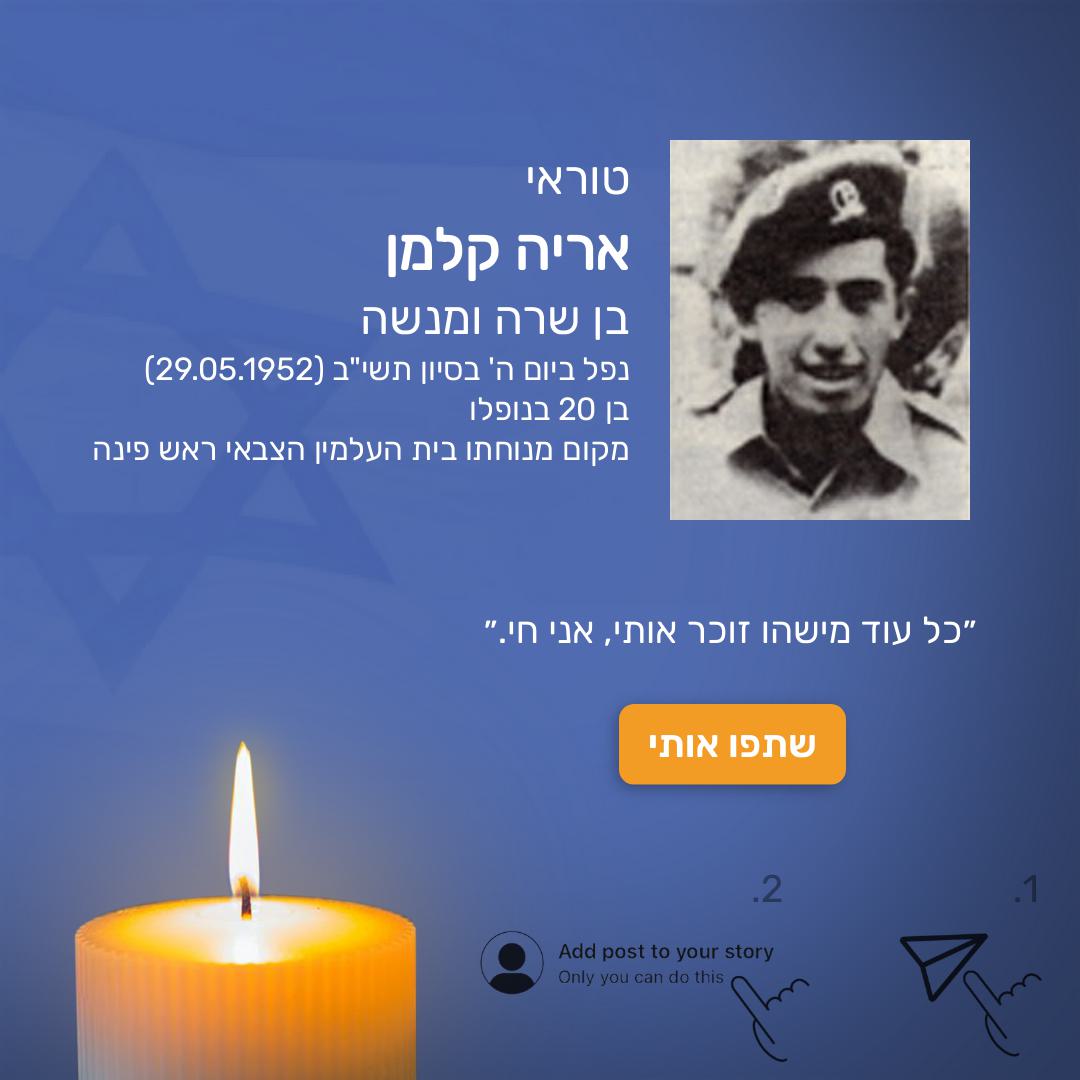 טוראי
אריה קלמן
בן שרה ומנשה
נפל ביום ה' בסיון תשי"ב (29.05.1952)
בן 20 בנופלו
מקום מנוחתו בית העלמין הצבאי ראש פינה
״כל עוד מישהו זוכר אותי, אני חי.״
שתפו אותי
.1
.2
Add post to your story
Only you can do this